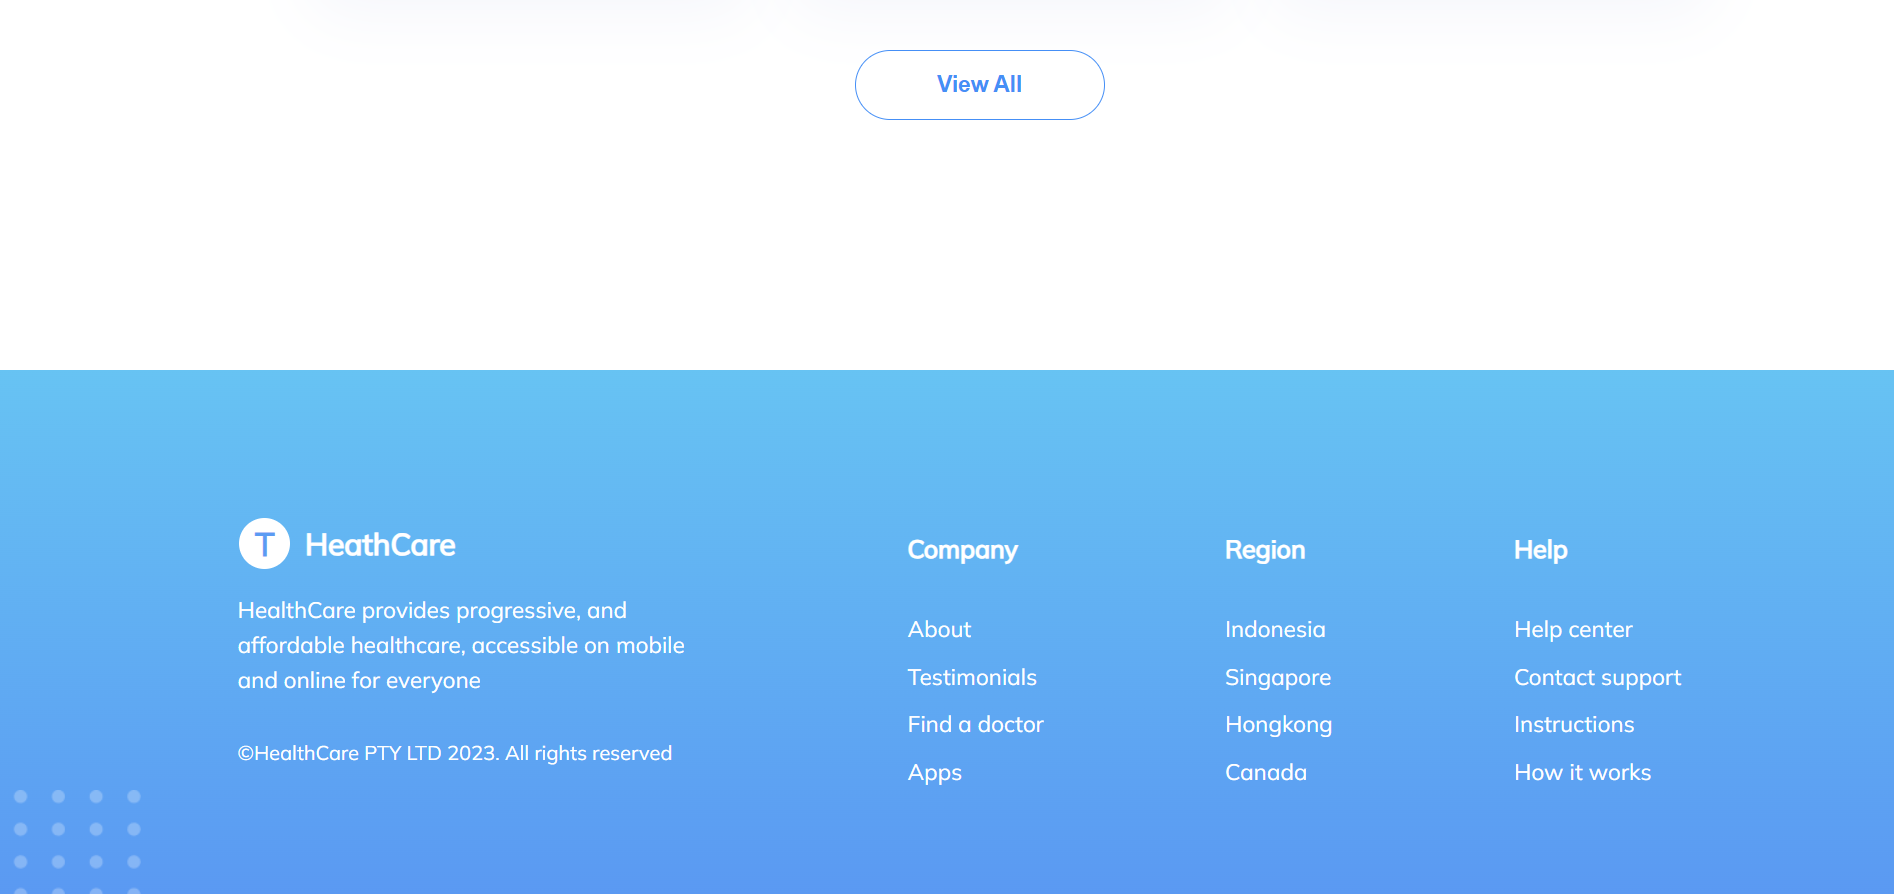 View All
T HeathCare
HealthCare provides progressive, and
affordable healthcare, accessible on mobile
and online for everyone
©HealthCare PTY LTD 2023. All rights reserved
Company
About
Testimonials
Find a doctor
Apps
Region
Indonesia
Singapore
Hongkong
Canada
Help
Help center
Contact support
Instructions
How it works